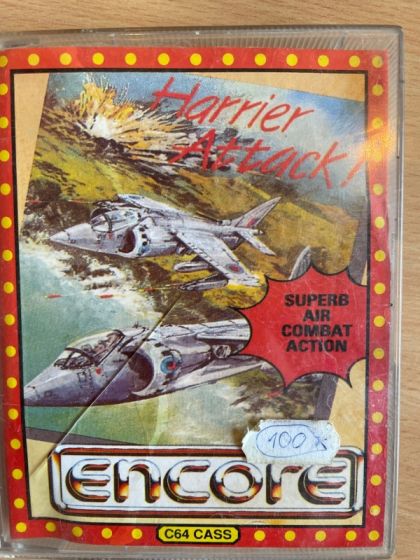 Harrier
Attack!
SUPERB
AIR
COMBAT
ACTION
100
encore
C64 CASS